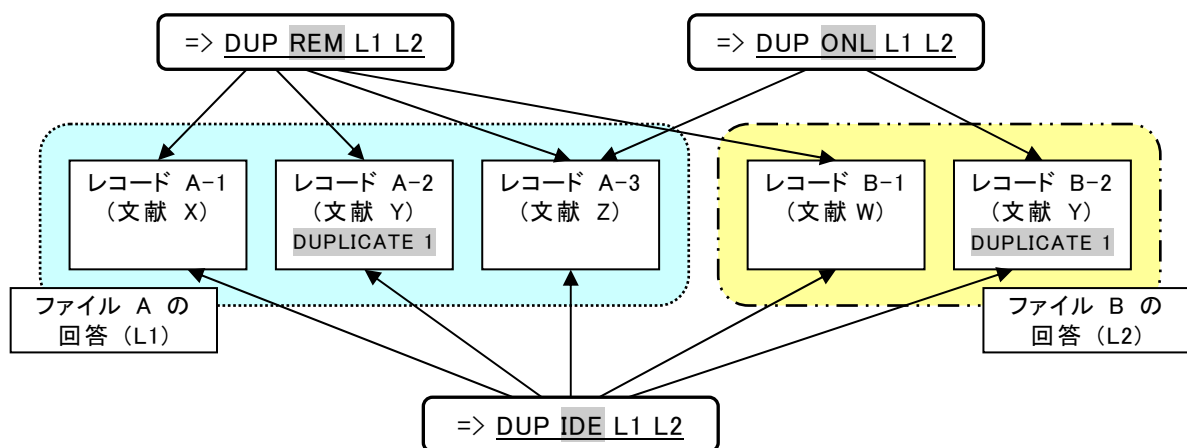 => DUP REM L1 L2
=> DUP ONL L1 L2
レコード A-1
(文献 X)
レコード A-2
(文献 Y)
DUPLICATE 1
レコード A-3
(文献 Z)
レコード B-1
(文献 W)
レコード B-2
(文献 Y)
DUPLICATE 1
ファイル A の
回答 (L1)
ファイル B の
回答 (L2)
=> DUP IDE L1 L2